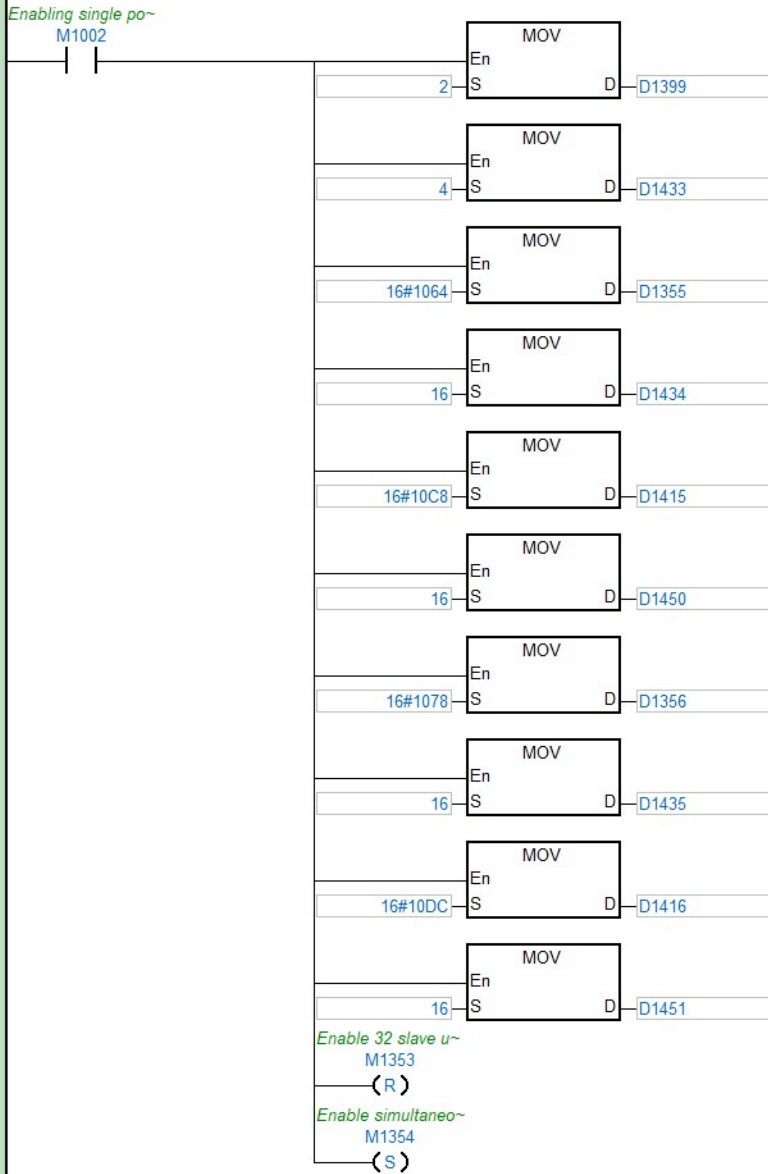 Enabling single po~
M1002
MOV
En
2 S D D1399
MOV
En
4 S D D1433
MOV
En
16#1064 S D D1355
MOV
En
16 S D D1434
MOV
En
16#10C8 S D D1415
MOV
En
16 S D D1450
MOV
En
16#1078 S D D1356
MOV
En
16 S D D1435
MOV
En
16#10DC S D D1416
MOV
En
16 S D D1451
Enable 32 slave u~
M1353
R
Enable simultaneo~
M1354
S